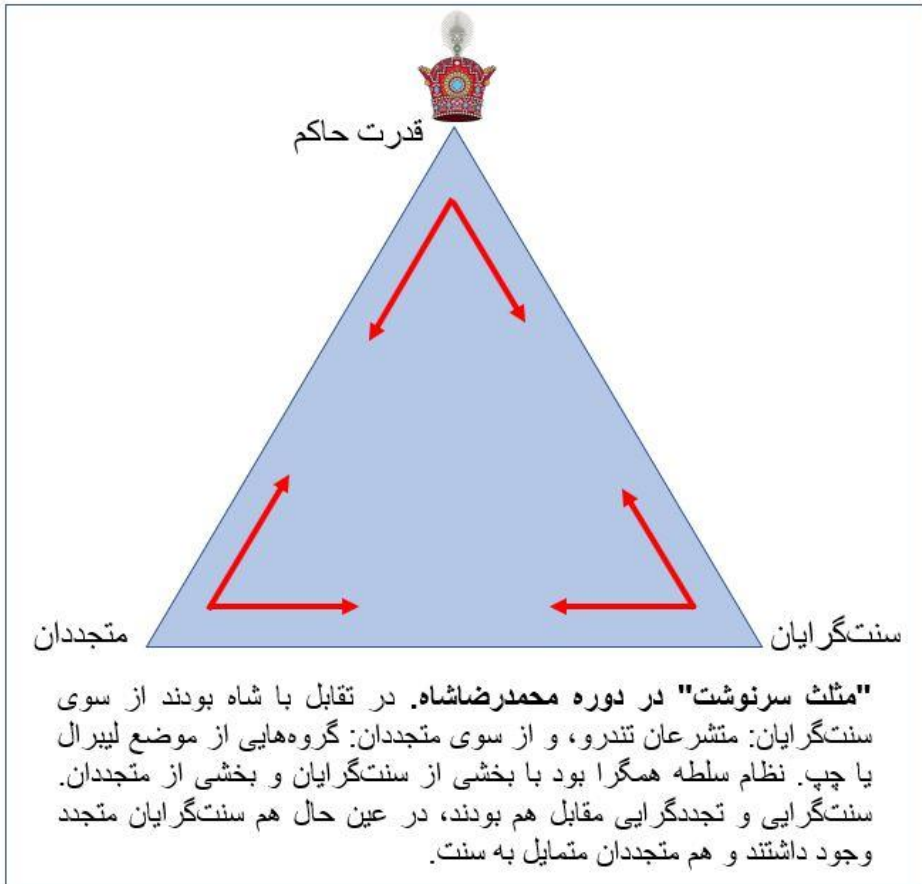 قدرت حاکم
متجددان
سنت‌گرایان
"مثلث سرنوشت" در دوره محمدرضاشاه. در تقابل با شاه بودند از سوی
سنت‌گرایان: متشرعان تندرو، و از سوی متجددان: گروه‌هایی از موضع لیبرال
یا چپ. نظام سلطه همگرا بود با بخشی از سنت‌گرایان و بخشی از متجددان.
سنت‌گرایی و تجددگرایی مقابل هم بودند، در عین حال هم سنت‌گرایان متجدد
وجود داشتند و هم متجددان متمایل به سنت.